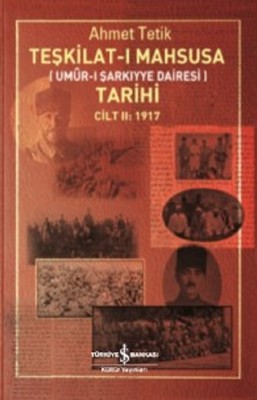 Ahmet Tetik
TEŞKİLAT-I MAHSUSA
[ UMÛR-I ŞARKIYYE DAİRESİ ]
TARİHİ
CİLT II: 1917
TÜRKİYE İŞ BANKASI
Kültür Yayınları